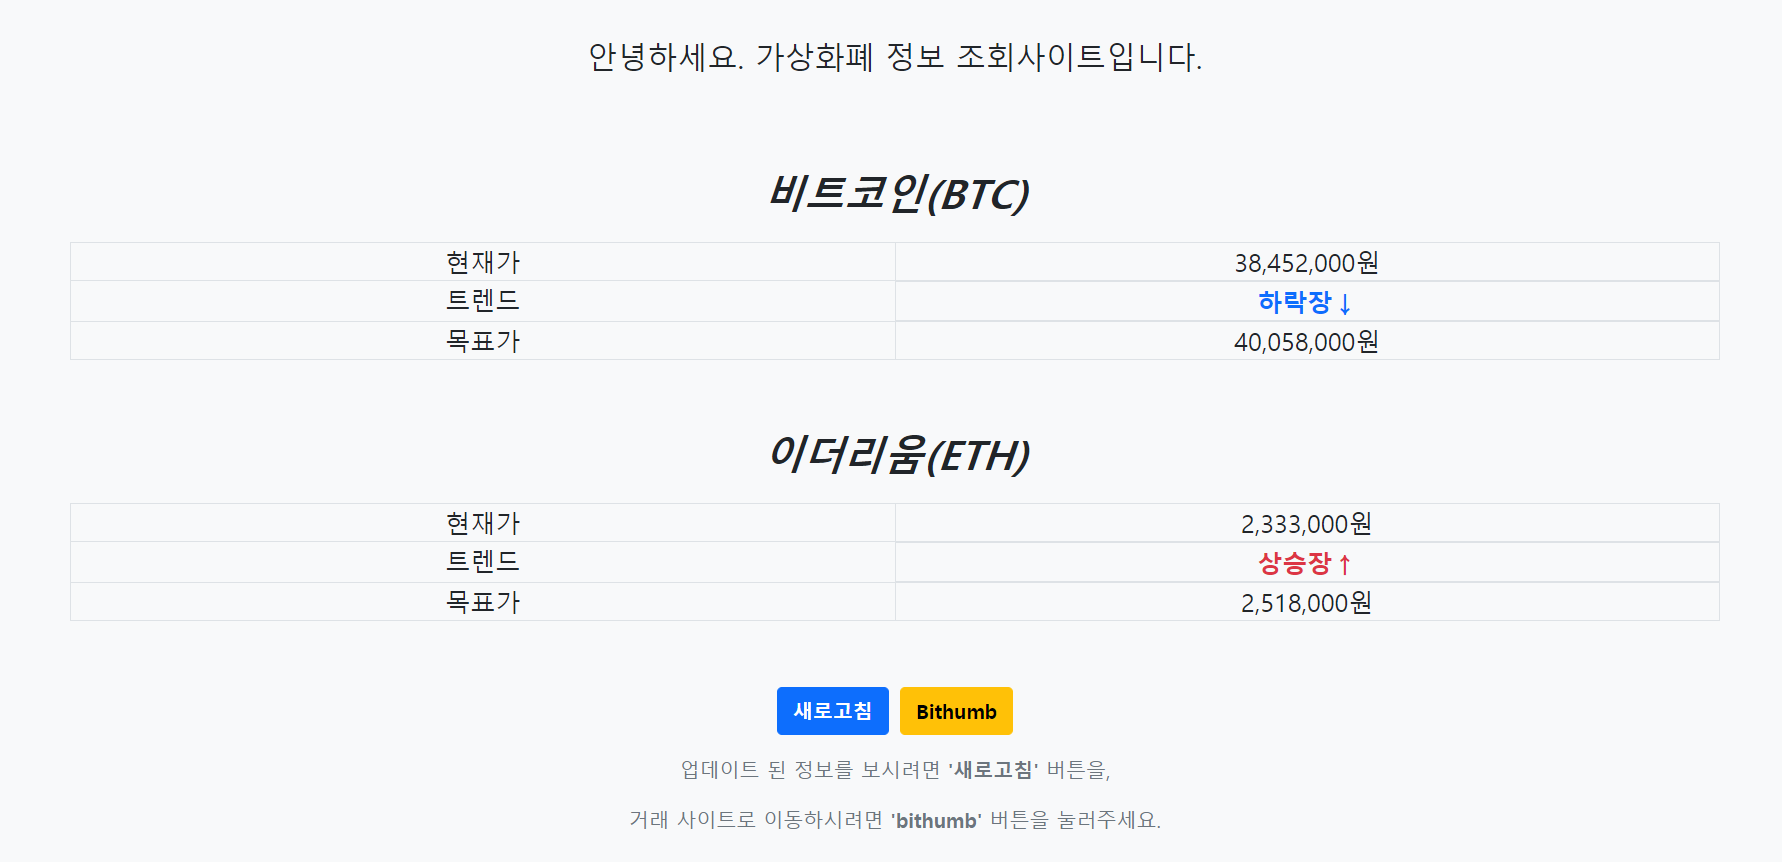 안녕하세요. 가상화폐 정보 조회사이트입니다.
비트코인(BTC)
현재가 38,452,000원
트렌드 하락장 ↓
목표가 40,058,000원
이더리움(ETH)
현재가 2,333,000원
트렌드 상승장 ↑
목표가 2,518,000원
새로고침 Bithumb
업데이트 된 정보를 보시려면 '새로고침' 버튼을,
거래 사이트로 이동하시려면 'bithumb' 버튼을 눌러주세요.